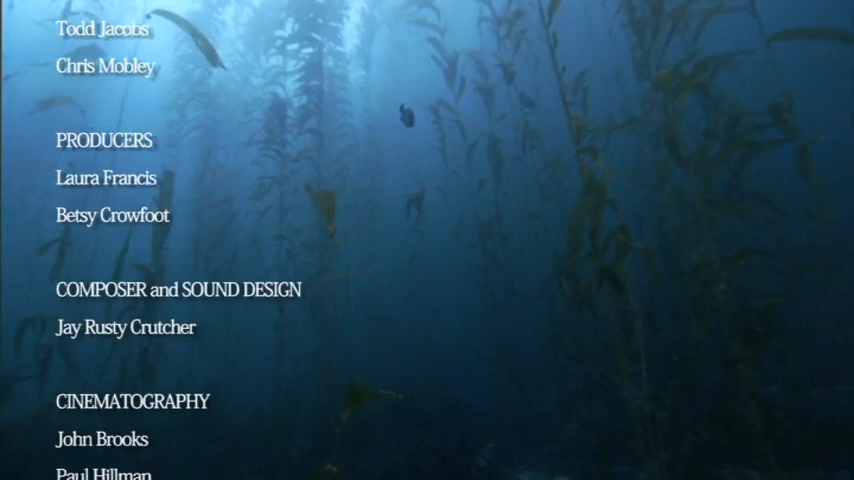 Todd Jacobs
Chris Mobley
PRODUCERS
Laura Francis
Betsy Crowfoot
COMPOSER and SOUND DESIGN
Jay Rusty Crutcher
CINEMATOGRAPHY
John Brooks
Paul Hillman